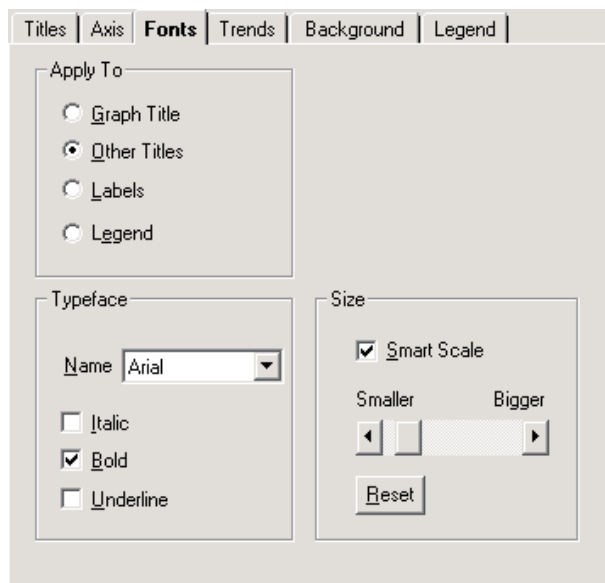 Titles Axis Fonts Trends Background Legend
Apply To
Graph Title
Other Titles
Labels
Legend
Typeface
Name Arial
Italic
Bold
Underline
Size
Smart Scale
Smaller Bigger
Reset